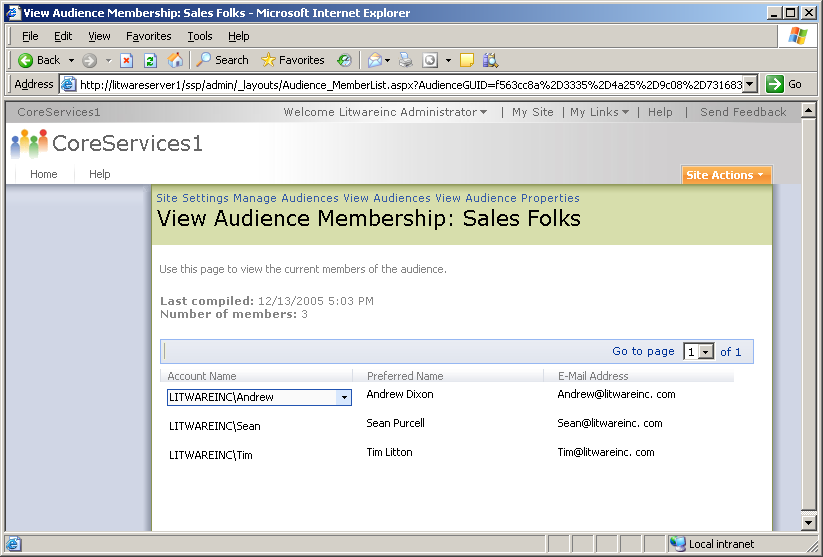 View Audience Membership: Sales Folks - Microsoft Internet Explorer
File Edit View Favorites Tools Help
Back Search Favorites
Address http://litwareserver1/ssp/admin/_layouts/Audience_MemberList.aspx?AudienceGUID=f563cc8a%2D3335%2D4a25%2D9c08%2D731683 Go
CoreServices1 Welcome Litwareinc Administrator | My Site | My Links | Help | Send Feedback
CoreServices1
Home Help Site Actions
Site Settings Manage Audiences View Audiences View Audience Properties
View Audience Membership: Sales Folks
Use this page to view the current members of the audience.
Last compiled: 12/13/2005 5:03 PM
Number of members: 3
Go to page 1 of 1
Account Name Preferred Name E-Mail Address
LITWAREINC\Andrew Andrew Dixon Andrew@litwareinc. com
LITWAREINC\Sean Sean Purcell Sean@litwareinc. com
LITWAREINC\Tim Tim Litton Tim@litwareinc. com
Local intranet